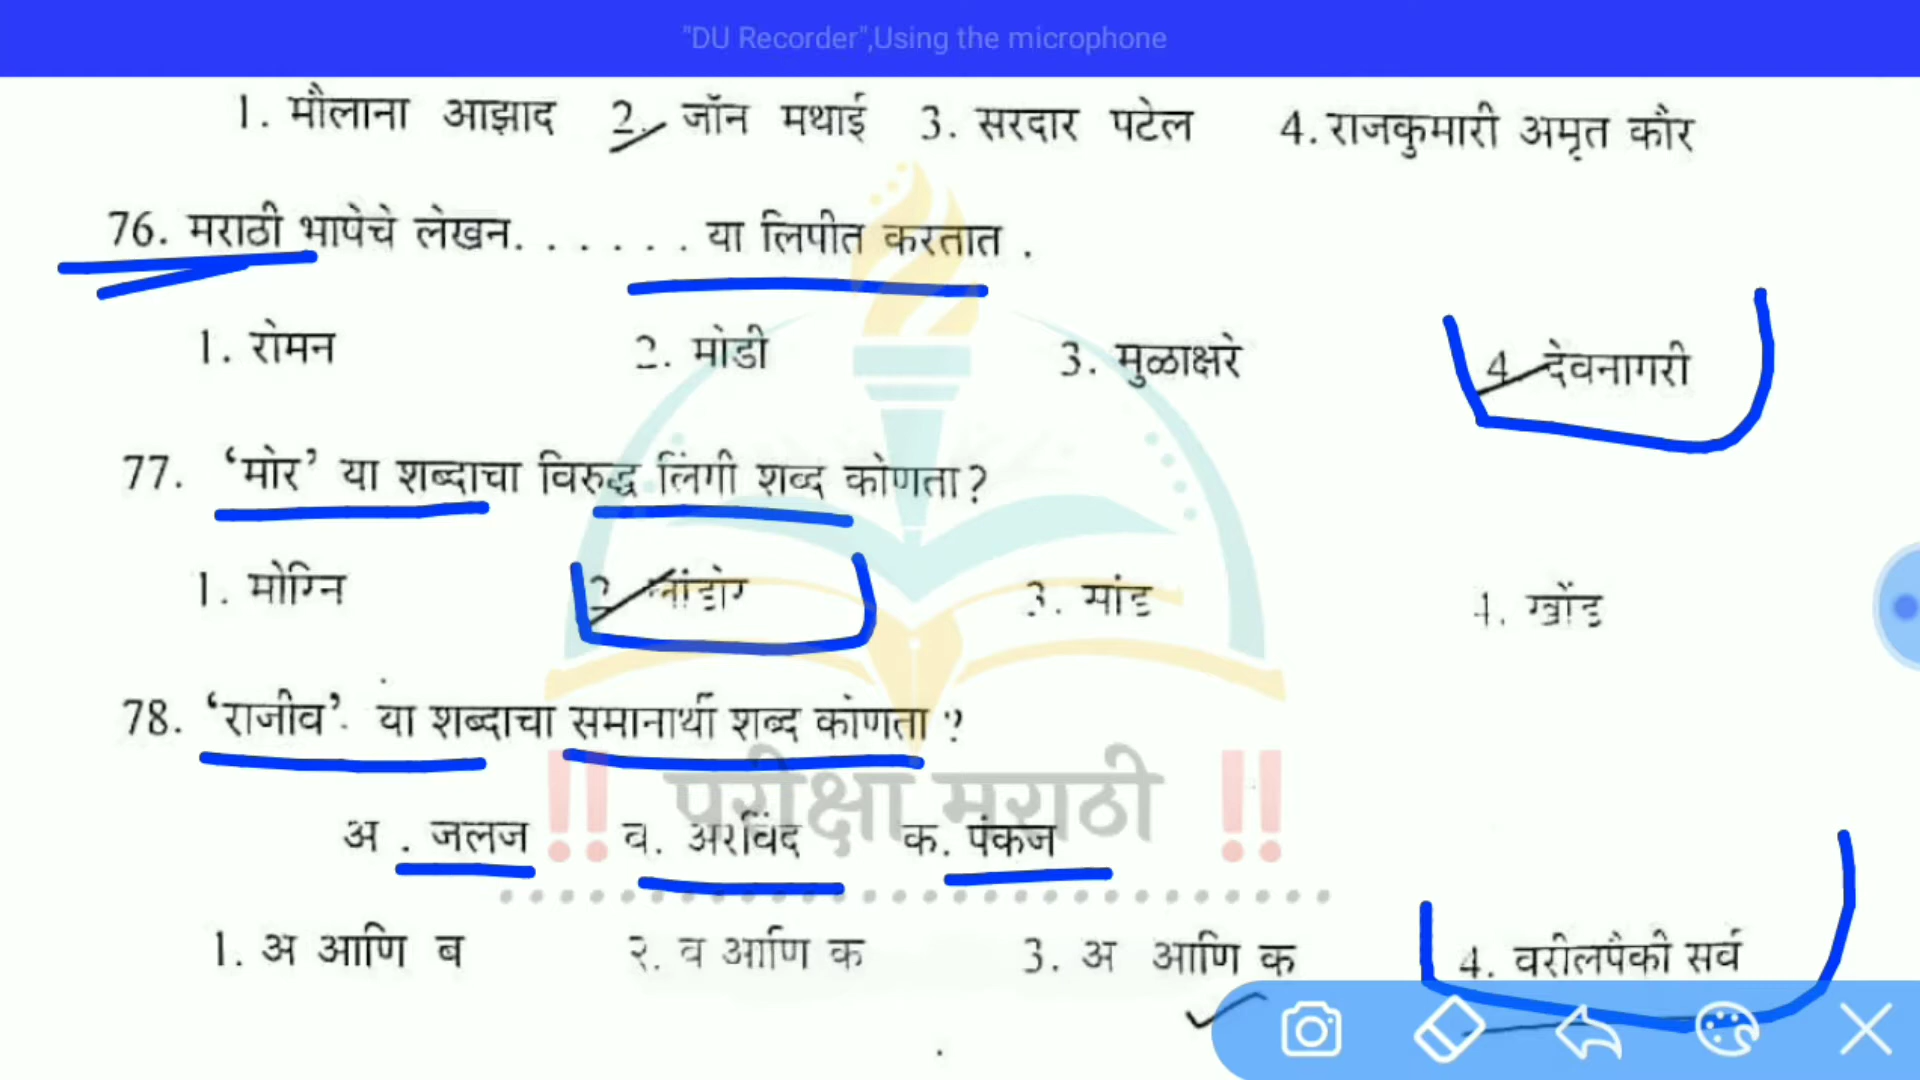 "DU Recorder",Using the microphone
1. मौलाना आझाद 2. जॉन मथाई 3. सरदार पटेल 4. राजकुमारी अमृत कौर
76. मराठी भाषेचे लेखन. . . . . . या लिपीत करतात .
1. रोमन 2. मोडी 3. मुळाक्षरे 4. देवनागरी
77. ‘मोर’ या शब्दाचा विरुद्ध लिंगी शब्द कोणता?
1. 2. लांडोर 3. 4.
78. ‘राजीव’ या शब्दाचा समानार्थी शब्द कोणता ?
!! परीक्षा मराठी !!
अ . जलज ब. अरविंद क. पंकज
1. अ आणि ब २. ब आणि क 3. अ आणि क 4. वरीलपैकी सर्व